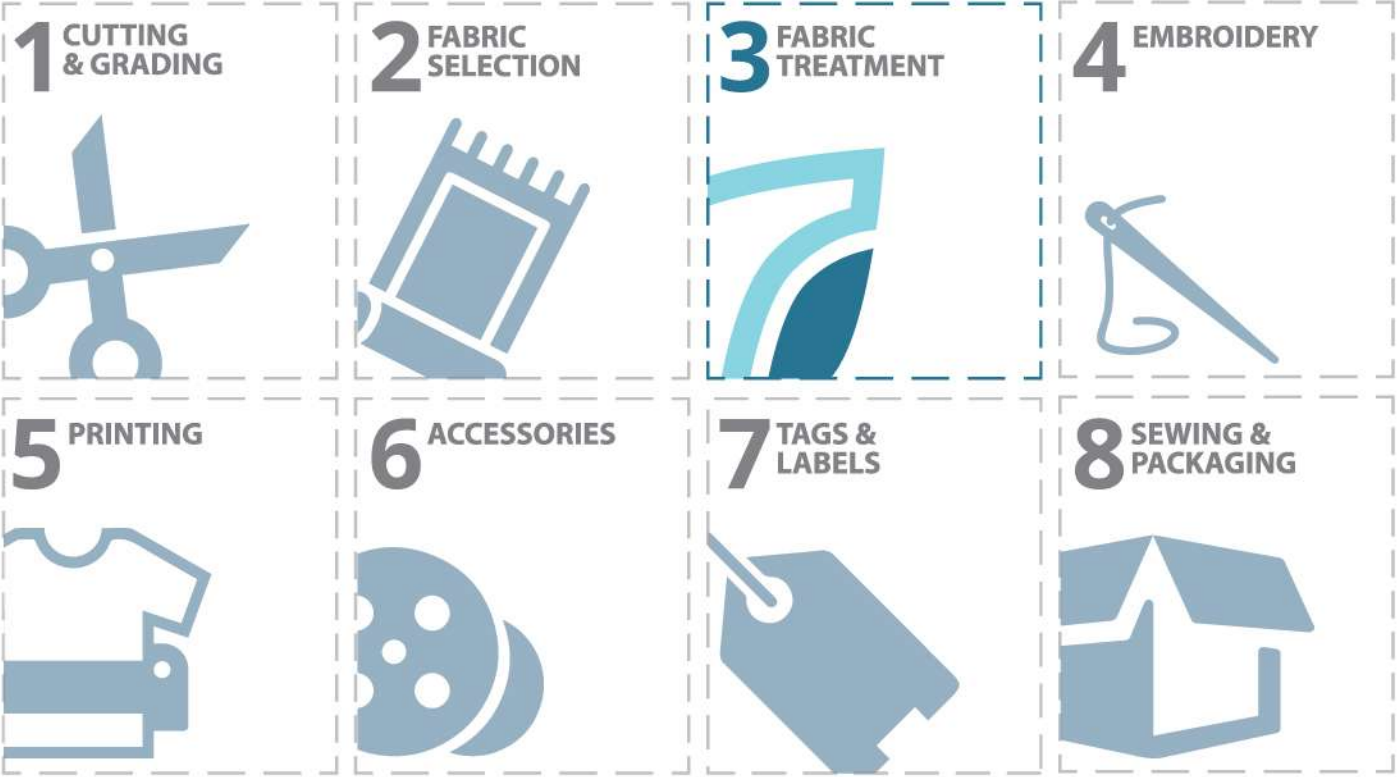 1 CUTTING
& GRADING
2 FABRIC
SELECTION
3 FABRIC
TREATMENT
4 EMBROIDERY
5 PRINTING
6 ACCESSORIES
7 TAGS &
LABELS
8 SEWING &
PACKAGING